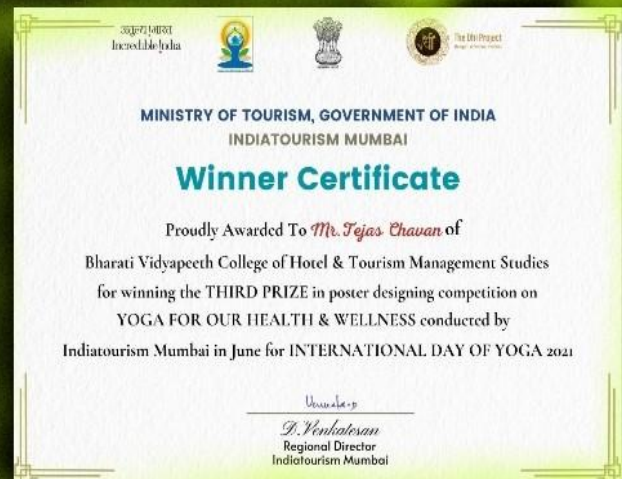 अतुल्य भारत
Incredible India
The Dhi Project
MINISTRY OF TOURISM, GOVERNMENT OF INDIA
INDIATOURISM MUMBAI
Winner Certificate
Proudly Awarded To Mr. Tejas Chavan of
Bharati Vidyapeeth College of Hotel & Tourism Management Studies
for winning the THIRD PRIZE in poster designing competition on
YOGA FOR OUR HEALTH & WELLNESS conducted by
Indiatourism Mumbai in June for INTERNATIONAL DAY OF YOGA 2021
D. Venkatesan
Regional Director
Indiatourism Mumbai